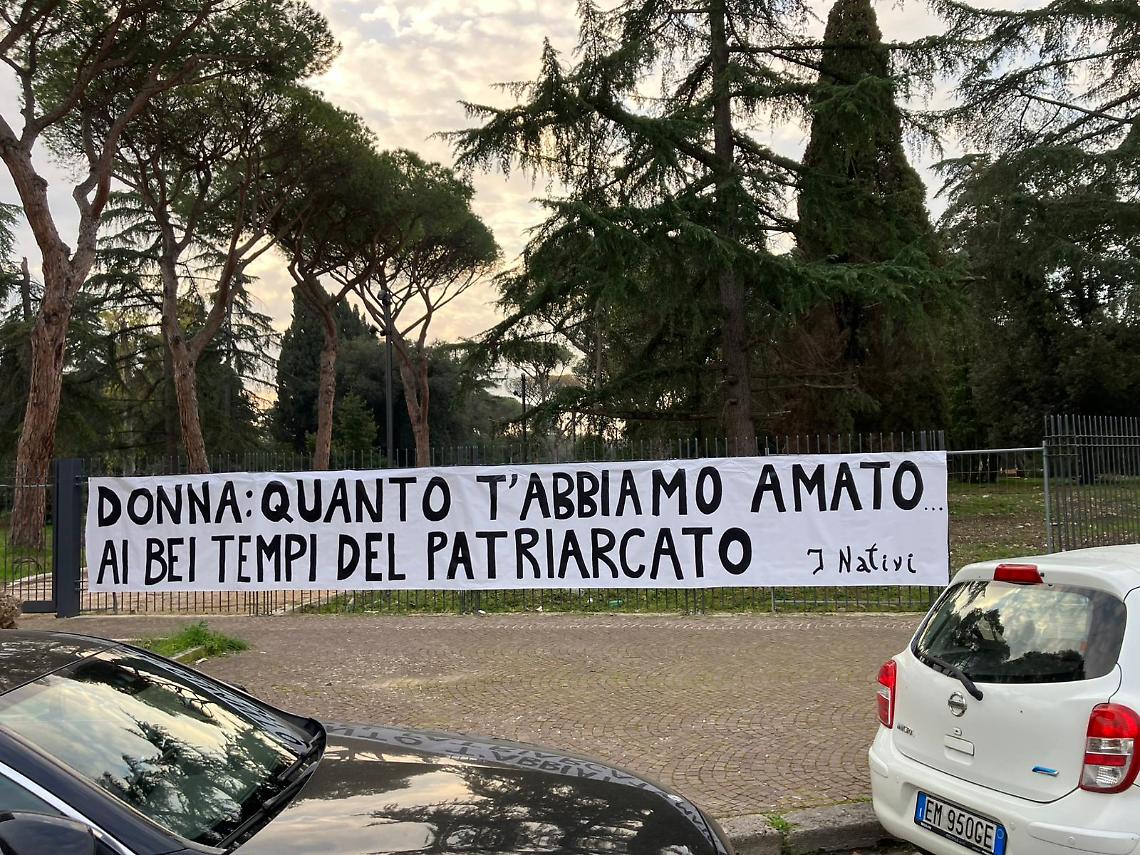 DONNA: QUANTO T'ABBIAMO AMATO...
AI BEI TEMPI DEL PATRIARCATO
I Nativi
EM 950GE